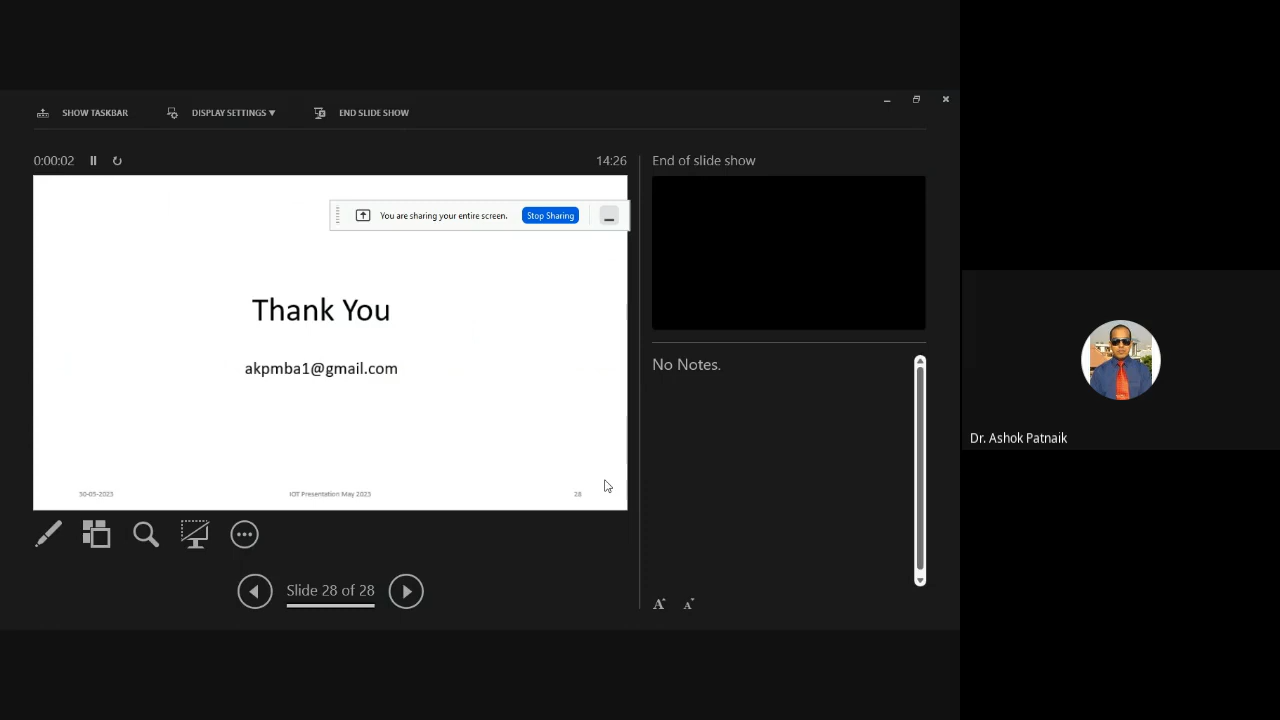 SHOW TASKBAR
DISPLAY SETTINGS ▼
END SLIDE SHOW
0:00:02
14:26
End of slide show
You are sharing your entire screen.
Stop Sharing
Thank You
akpmba1@gmail.com
30-05-2023
IOT Presentation May 2023
28
No Notes.
Slide 28 of 28
A
A
Dr. Ashok Patnaik